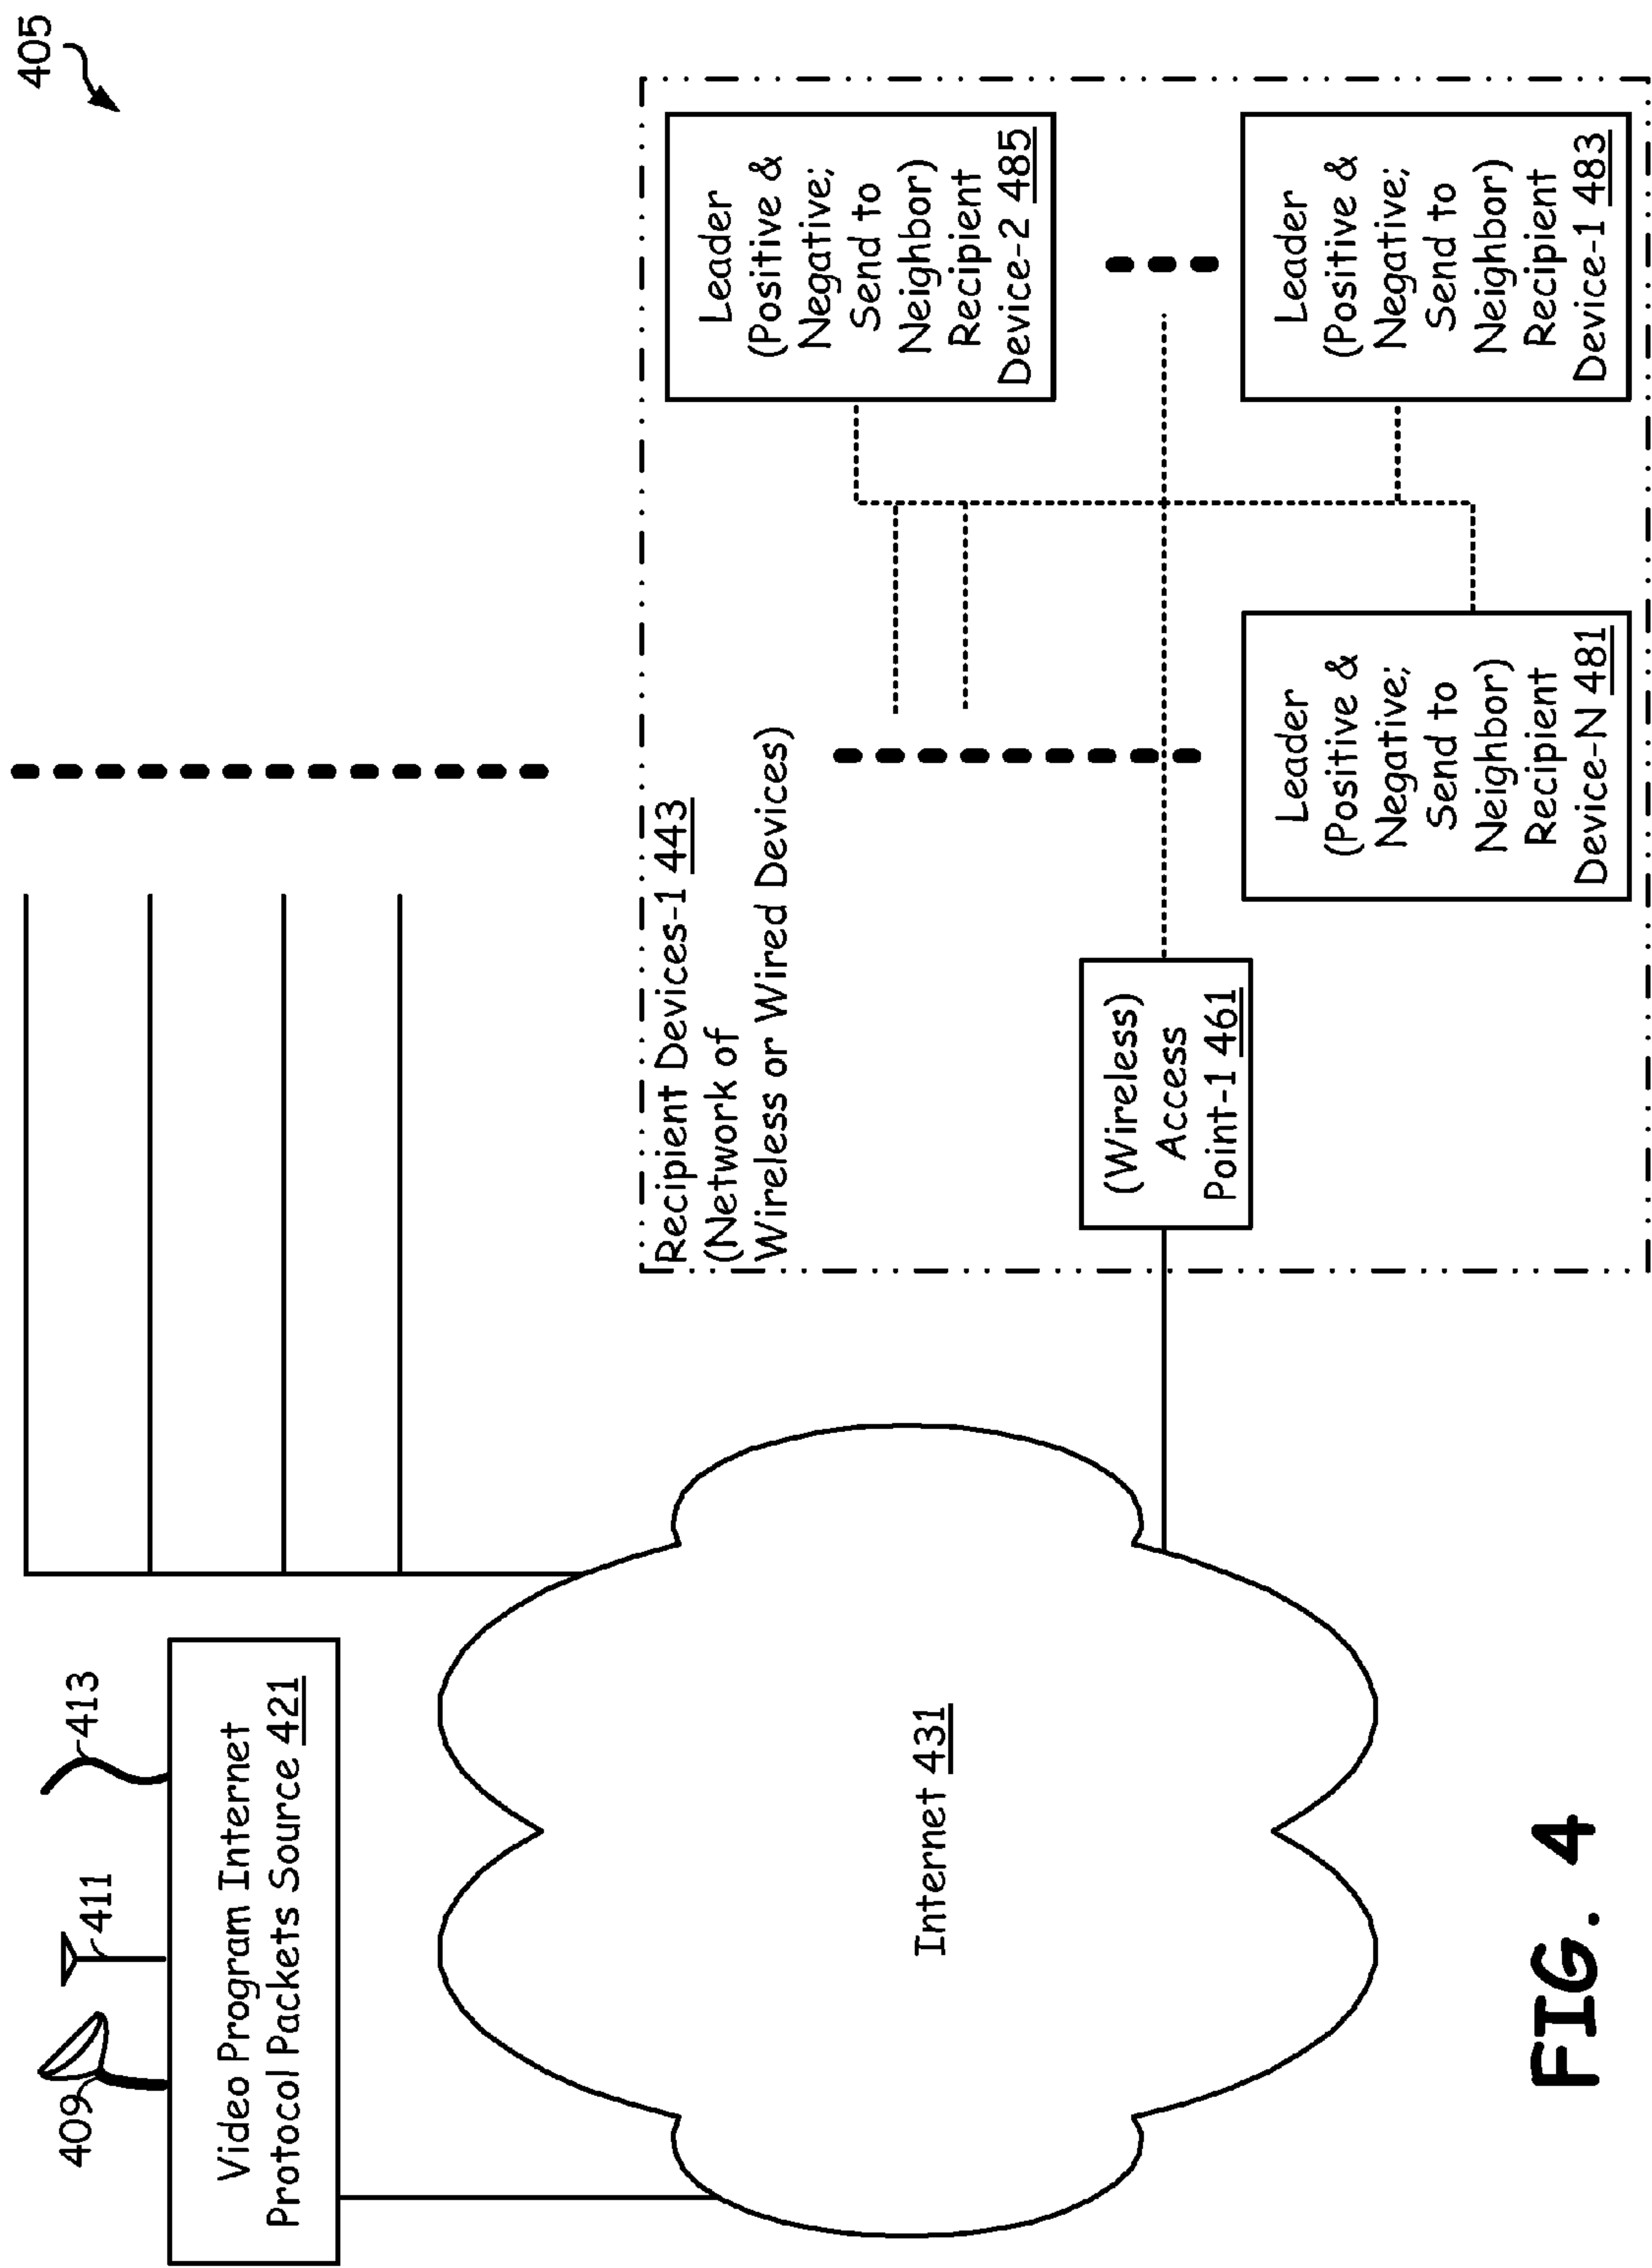 405
409
411
413
Video Program Internet
Protocol Packets Source 421
Internet 431
Recipient Devices-1 443
(Network of
Wireless or Wired Devices)
(Wireless)
Access
Point-1 461
Leader
(Positive &
Negative;
Send to
Neighbor)
Recipient
Device-2 485
Leader
(Positive &
Negative;
Send to
Neighbor)
Recipient
Device-N 481
Leader
(Positive &
Negative;
Send to
Neighbor)
Recipient
Device-1 483
FIG. 4